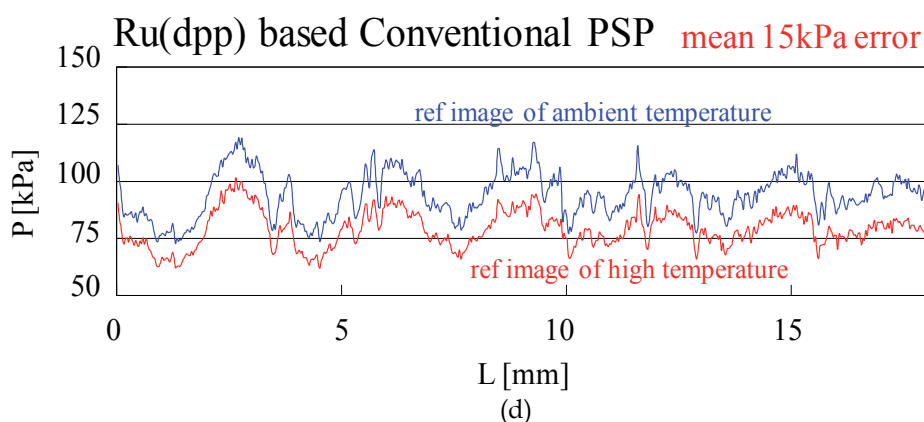 Ru(dpp) based Conventional PSP mean 15kPa error
150
ref image of ambient temperature
125
100
P [kPa]
75
ref image of high temperature
50
0 5 10 15
L [mm]
(d)